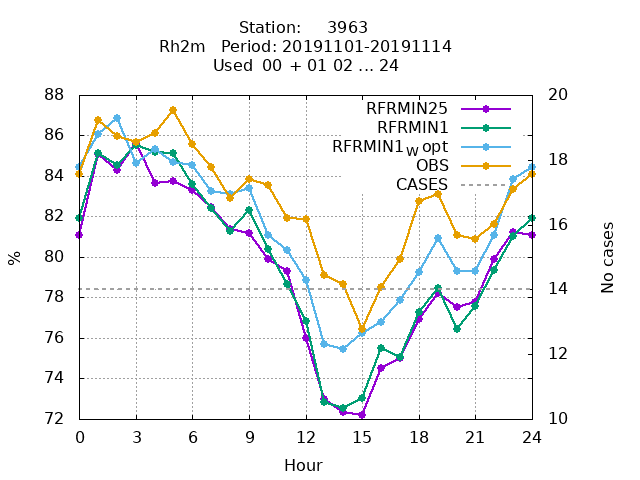 Station: 3963
Rh2m Period: 20191101-20191114
Used 00 + 01 02 ... 24
88
86
84
82
80
78
76
74
72
%
20
18
16
14
12
10
No cases
RFRMIN25
RFRMIN1
RFRMIN1_W opt
OBS
CASES
0 3 6 9 12 15 18 21 24
Hour